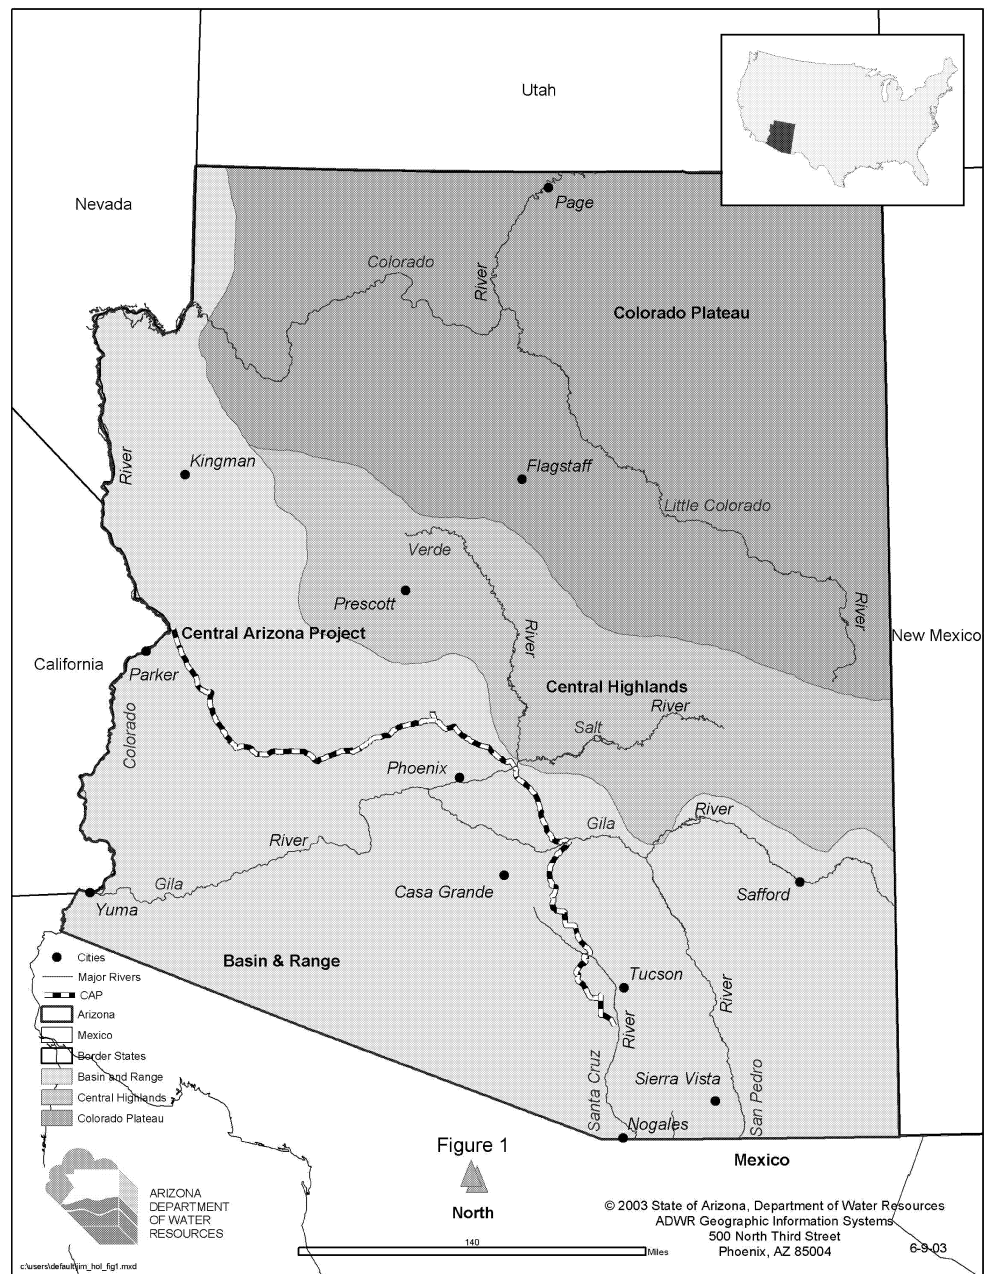 Utah
Nevada
Page
Colorado
River
Colorado Plateau
Kingman
River
Flagstaff
Little Colorado
Verde
Prescott
River
River
Central Arizona Project
New Mexico
California
Parker
Central Highlands
River
Salt
Colorado
Phoenix
River
Gila
River
Gila
Casa Grande
Safford
Yuma
Basin & Range
Tucson
River
River
Sierra Vista
Santa Cruz
San Pedro
Nogales
Mexico
Cities
Major Rivers
CAP
Arizona
Mexico
Border States
Basin and Range
Central Highlands
Colorado Plateau
Figure 1
North
ARIZONA
DEPARTMENT
OF WATER
RESOURCES
© 2003 State of Arizona, Department of Water Resources
ADWR Geographic Information Systems
500 North Third Street
Phoenix, AZ 85004
6-9-03
140
Miles
c:\users\default\jim_hol_fig1.mxd